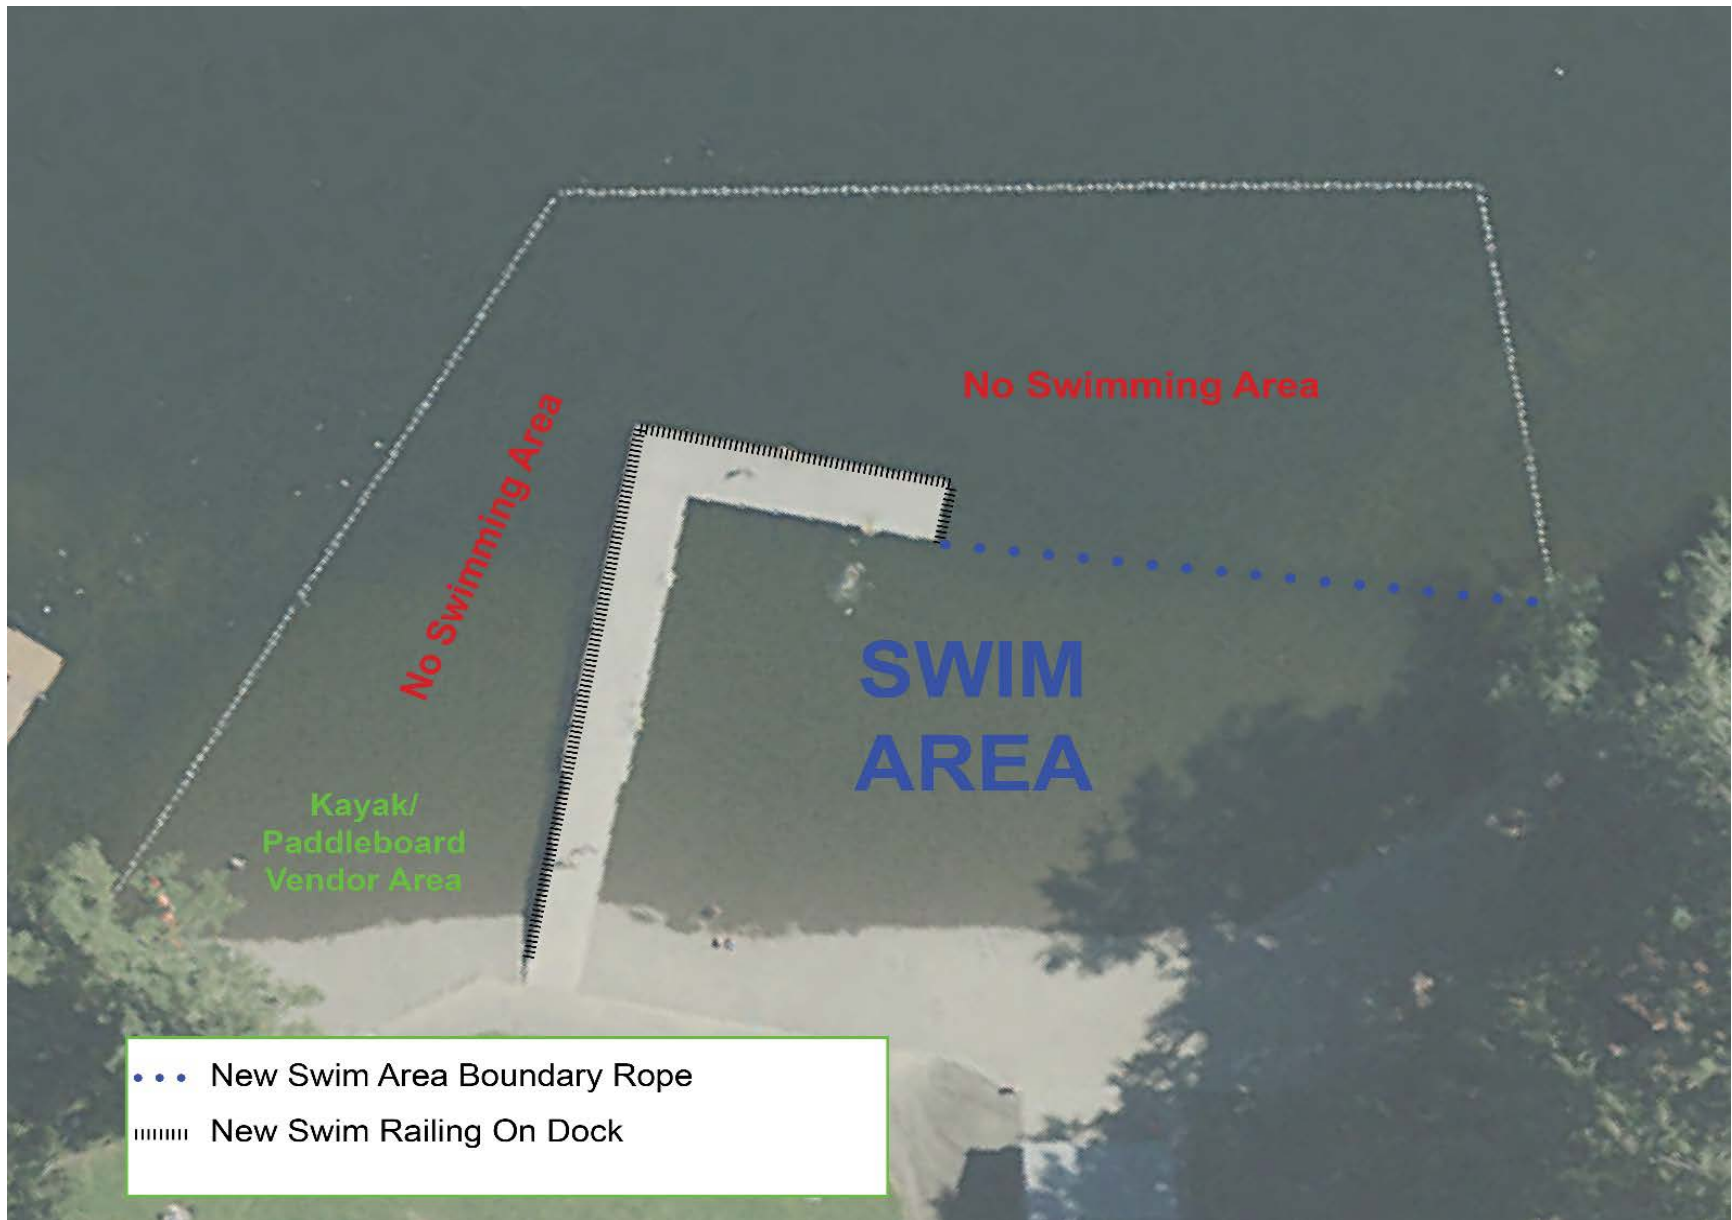 No Swimming Area
No Swimming Area
SWIM
AREA
Kayak/
Paddleboard
Vendor Area
New Swim Area Boundary Rope
New Swim Railing On Dock